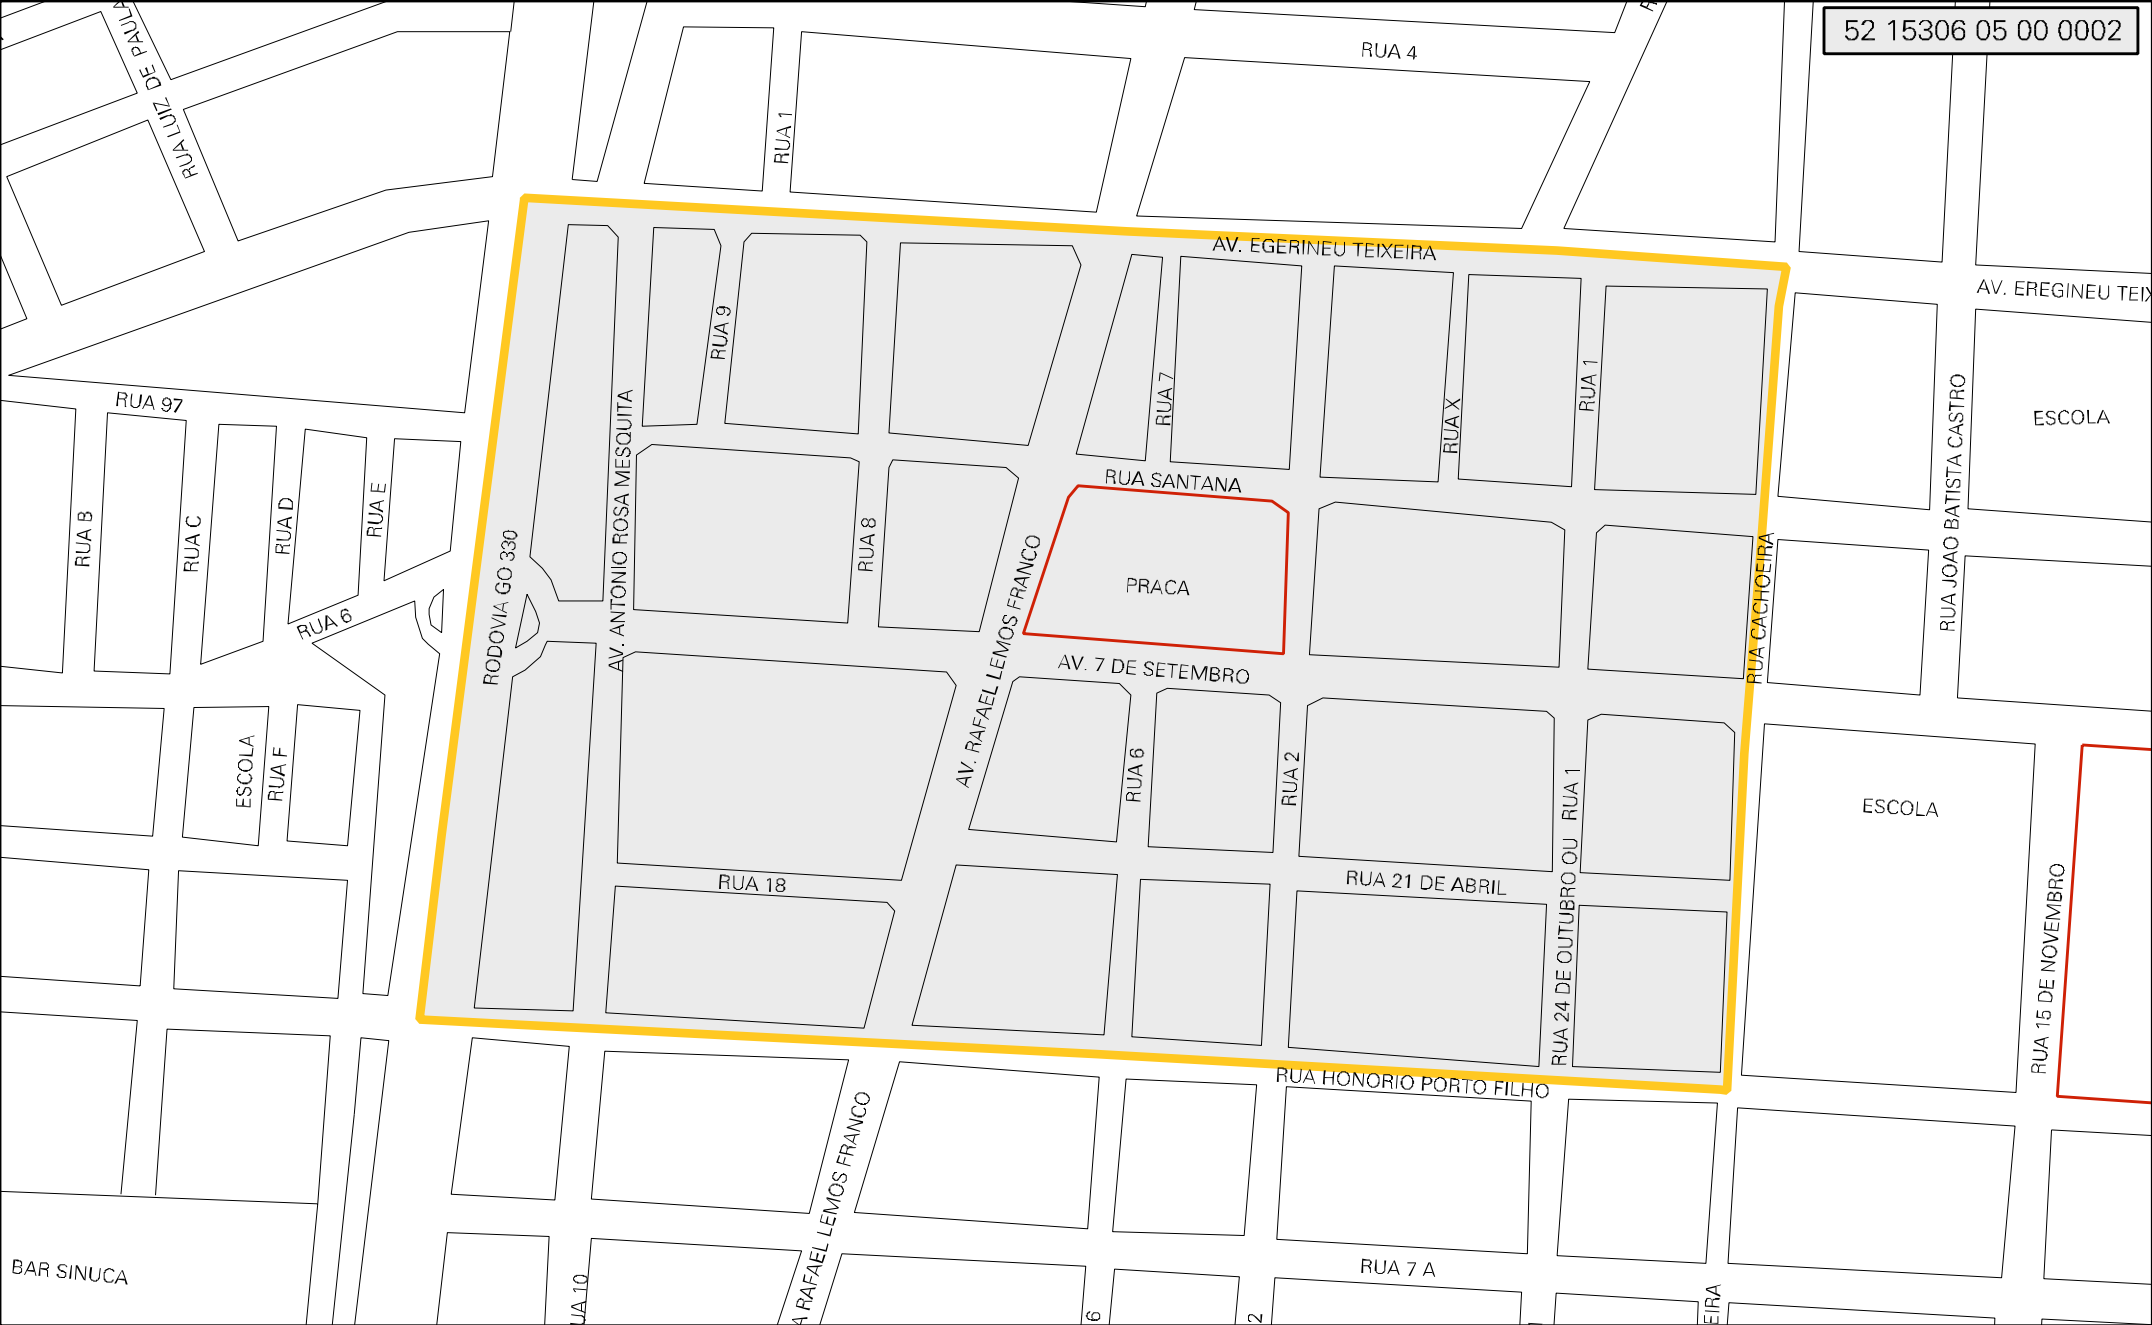 52 15306 05 00 0002
RUA LUIZ DE PAULA
RUA 4
RUA 1
AV. EGERINEU TEIXEIRA
AV. EREGINEU TEIX
RUA 9
RUA 97
RUA 7
RUA X
RUA 1
ESCOLA
RUA B
RUA C
RUA D
RUA E
RODOVIA GO 330
AV. ANTONIO ROSA MESQUITA
RUA 8
RUA SANTANA
PRACA
AV. RAFAEL LEMOS FRANCO
RUA CACHOEIRA
RUA JOAO BATISTA CASTRO
RUA 6
AV. 7 DE SETEMBRO
ESCOLA
RUA F
RUA 6
RUA 2
RUA 24 DE OUTUBRO OU RUA 1
ESCOLA
RUA 18
RUA 21 DE ABRIL
RUA 15 DE NOVEMBRO
RUA HONORIO PORTO FILHO
A RAFAEL LEMOS FRANCO
BAR SINUCA
UA 10
RUA 7 A
6
2
EIRA